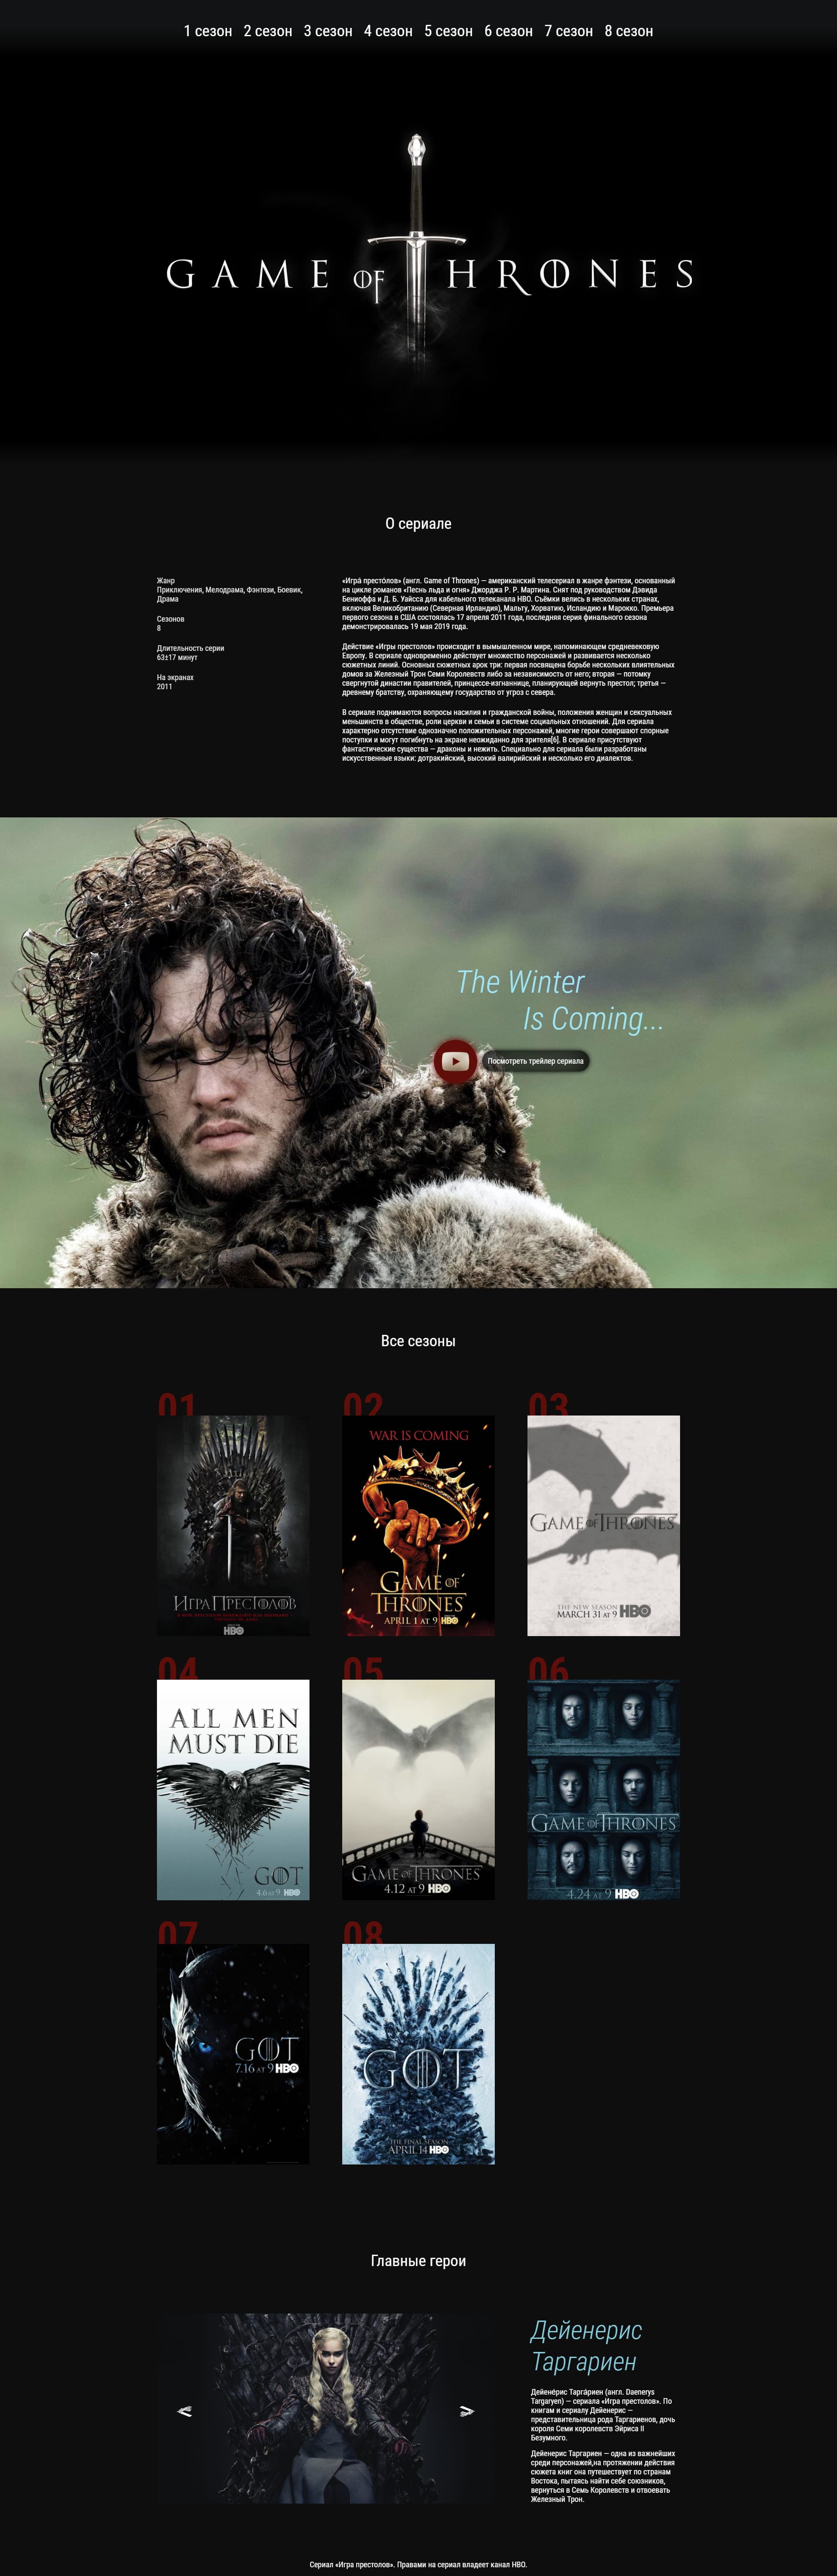 1 сезон 2 сезон 3 сезон 4 сезон 5 сезон 6 сезон 7 сезон 8 сезон
GAME OF THRONES
О сериале
Жанр
Приключения, Мелодрама, Фэнтези, Боевик,
Драма
Сезонов
8
Длительность серии
63±17 минут
На экранах
2011
«Игра́ престо́лов» (англ. Game of Thrones) — американский телесериал в жанре фэнтези, основанный
на цикле романов «Песнь льда и огня» Джорджа Р. Р. Мартина. Снят под руководством Дэвида
Бениоффа и Д. Б. Уайсса для кабельного телеканала HBO. Съёмки велись в нескольких странах,
включая Великобританию (Северная Ирландия), Мальту, Хорватию, Исландию и Марокко. Премьера
первого сезона в США состоялась 17 апреля 2011 года, последняя серия финального сезона
демонстрировалась 19 мая 2019 года.
Действие «Игры престолов» происходит в вымышленном мире, напоминающем средневековую
Европу. В сериале одновременно действует множество персонажей и развивается несколько
сюжетных линий. Основных сюжетных арок три: первая посвящена борьбе нескольких влиятельных
домов за Железный Трон Семи Королевств либо за независимость от него; вторая — потомку
свергнутой династии правителей, принцессе-изгнаннице, планирующей вернуть престол; третья —
древнему братству, охраняющему государство от угроз с севера.
В сериале поднимаются вопросы насилия и гражданской войны, положения женщин и сексуальных
меньшинств в обществе, роли церкви и семьи в системе социальных отношений. Для сериала
характерно отсутствие однозначно положительных персонажей, многие герои совершают спорные
поступки и могут погибнуть на экране неожиданно для зрителя[6]. В сериале присутствуют
фантастические существа — драконы и нежить. Специально для сериала были разработаны
искусственные языки: дотракийский, высокий валирийский и несколько его диалектов.
The Winter
Is Coming...
Посмотреть трейлер сериала
Все сезоны
01
ИГРА ПРЕСТОЛОВ
HBO
02
WAR IS COMING
GAME OF
THRONES
APRIL 1 AT 9 HBO
03
GAME OF THRONES
THE NEW SEASON
MARCH 31 AT 9 HBO
04
ALL MEN
MUST DIE
GOT
4.6 AT 9 HBO
05
GAME OF THRONES
4.12 AT 9 HBO
06
GAME OF THRONES
4.24 AT 9 HBO
07
GOT
7.16 AT 9 HBO
08
GOT
THE FINAL SEASON
APRIL 14 HBO
Главные герои
Дейенерис
Таргариен
Дейене́рис Тарга́риен (англ. Daenerys
Targaryen) — сериала «Игра престолов». По
книгам и сериалу Дейенерис —
представительница рода Таргариенов, дочь
короля Семи королевств Эйриса II
Безумного.
Дейенерис Таргариен — одна из важнейших
среди персонажей,на протяжении действия
сюжета книг она путешествует по странам
Востока, пытаясь найти себе союзников,
вернуться в Семь Королевств и отвоевать
Железный Трон.
Сериал «Игра престолов». Правами на сериал владеет канал HBO.